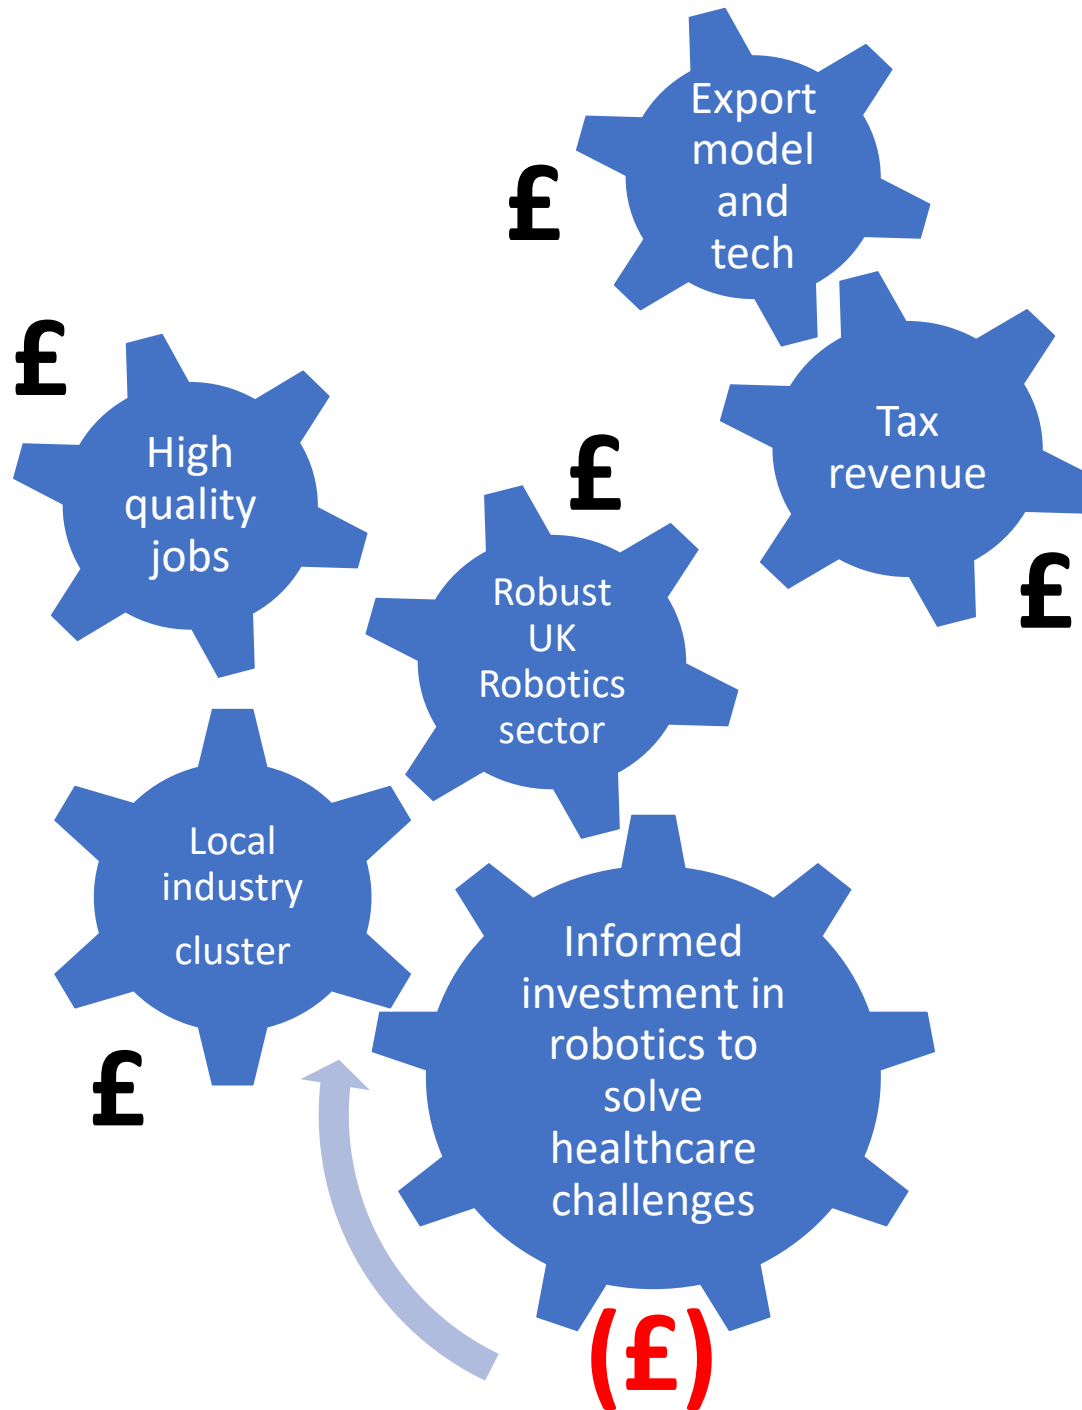 Export
model
and
tech
£
£
High
quality
jobs
Tax
revenue
£
£
Robust
UK
Robotics
sector
Local
industry
cluster
£
Informed
investment in
robotics to
solve
healthcare
challenges
(£)